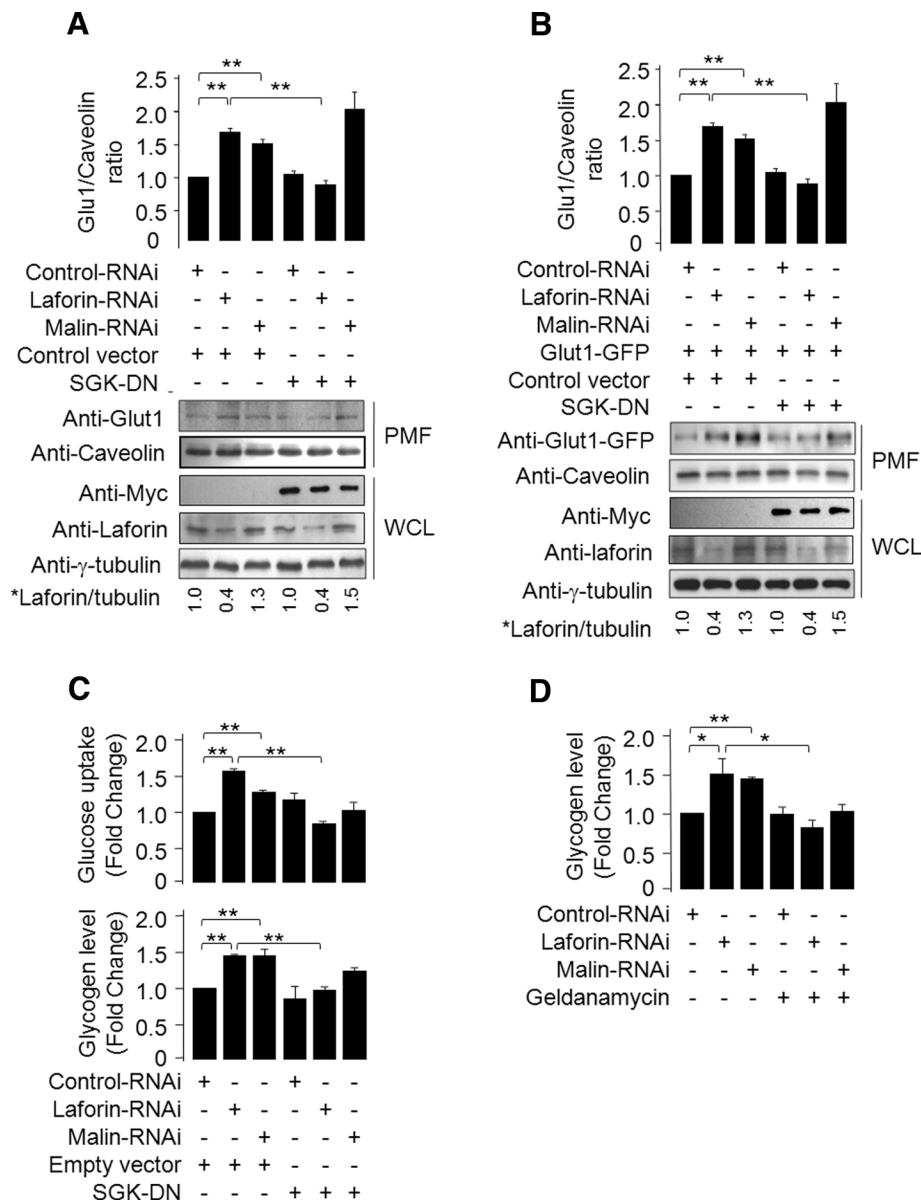 A
**
** **
Glu1/Caveolin
ratio
2.5
2.0
1.5
1.0
0.5
0
Control-RNAi + - - + - -
Laforin-RNAi - + - - + -
Malin-RNAi - - + - - +
Control vector + + + - - -
SGK-DN - - - + + +
Anti-Glut1
Anti-Caveolin
PMF
Anti-Myc
Anti-Laforin
Anti-γ-tubulin
WCL
*Laforin/tubulin 1.0 0.4 1.3 1.0 0.4 1.5
B
**
** **
Glu1/Caveolin
ratio
2.5
2.0
1.5
1.0
0.5
0
Control-RNAi + - - + - -
Laforin-RNAi - + - - + -
Malin-RNAi - - + - - +
Glut1-GFP + + + + + +
Control vector + + + - - -
SGK-DN - - - + + +
Anti-Glut1-GFP
Anti-Caveolin
PMF
Anti-Myc
Anti-laforin
Anti-γ-tubulin
WCL
*Laforin/tubulin 1.0 0.4 1.3 1.0 0.4 1.5
C
**
** **
Glucose uptake
(Fold Change)
2.0
1.5
1.0
0.5
0
**
** **
Glycogen level
(Fold Change)
2.0
1.5
1.0
0.5
0
Control-RNAi + - - + - -
Laforin-RNAi - + - - + -
Malin-RNAi - - + - - +
Empty vector + + + - - -
SGK-DN - - - + + +
D
**
* *
Glycogen level
(Fold Change)
2.0
1.5
1.0
0.5
0
Control-RNAi + - - + - -
Laforin-RNAi - + - - + -
Malin-RNAi - - + - - +
Geldanamycin - - - + + +